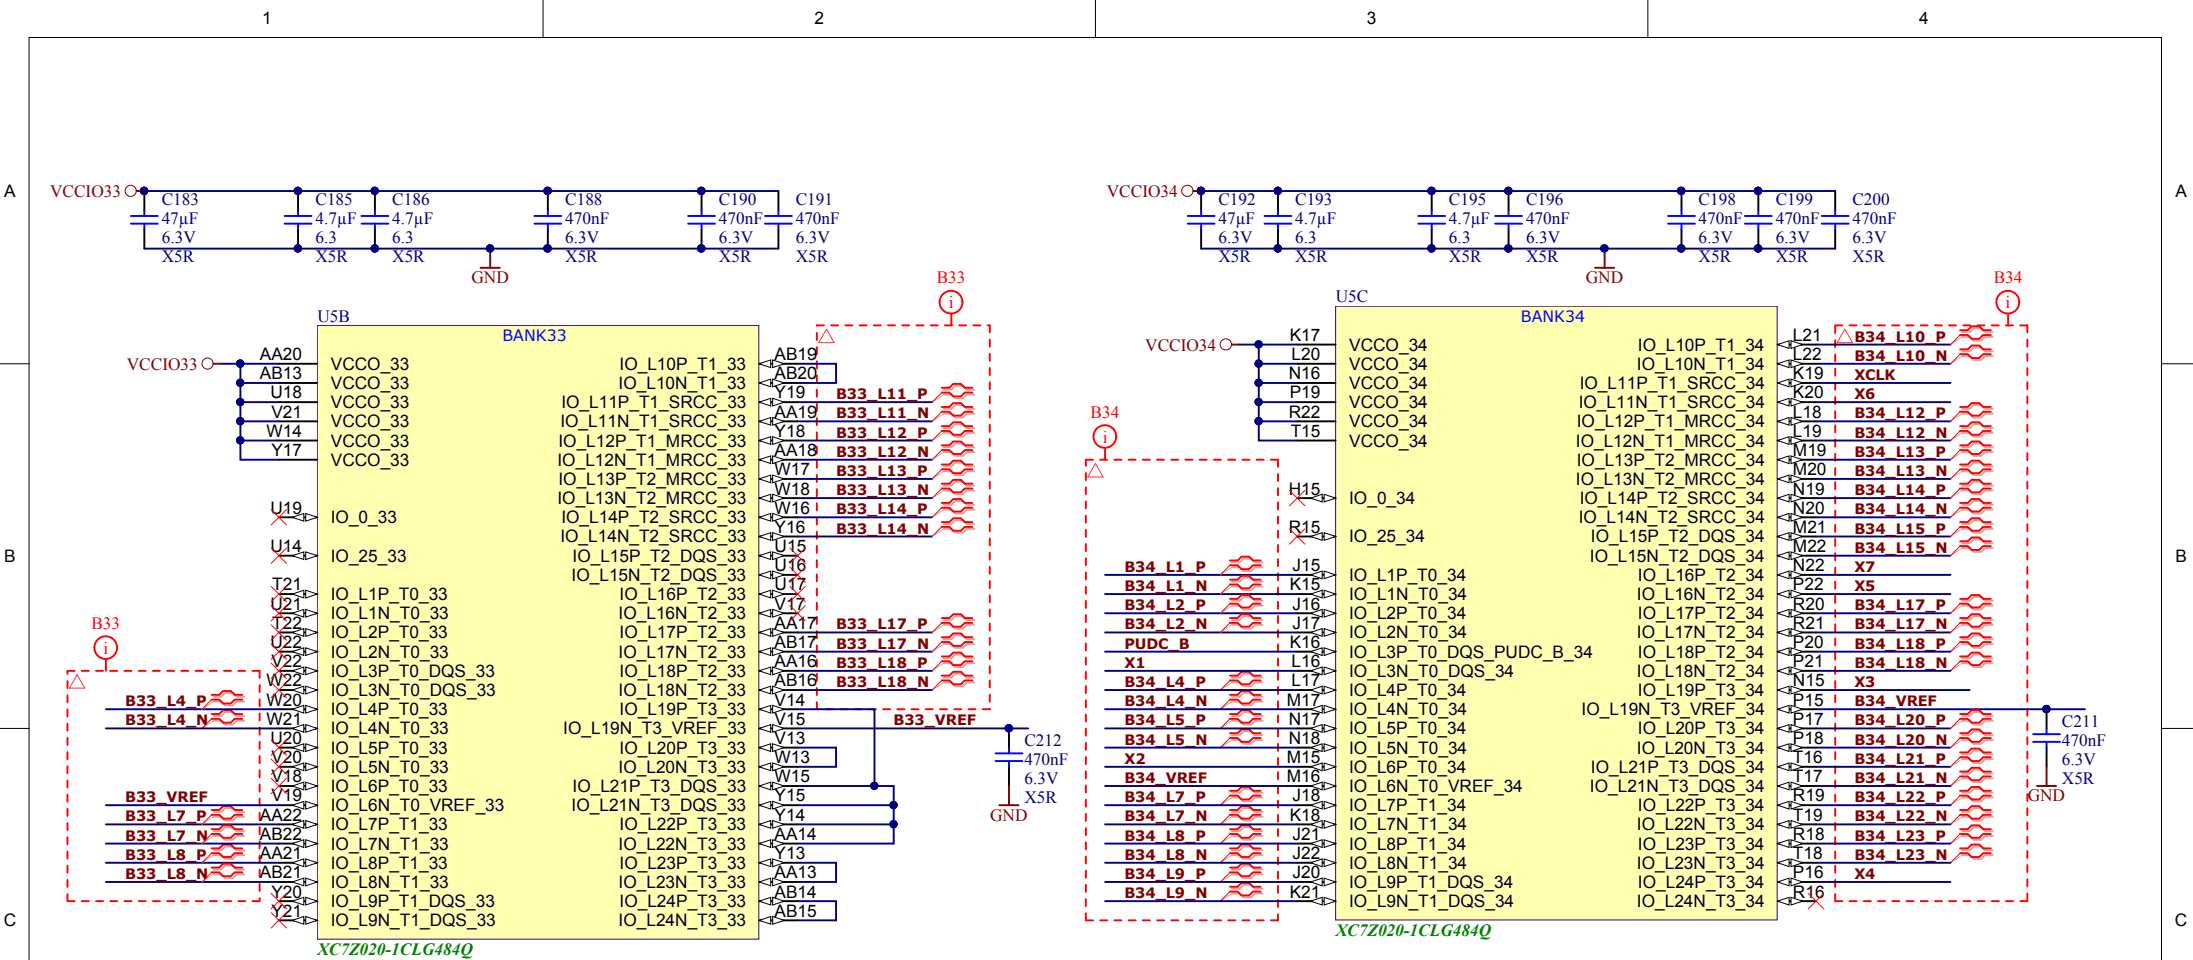 1 2 3 4
A A
B B
C C
VCCIO33
C183 47µF 6.3V X5R
C185 4.7µF 6.3 X5R
C186 4.7µF 6.3 X5R
C188 470nF 6.3V X5R
C190 470nF 6.3V X5R
C191 470nF 6.3V X5R
GND
VCCIO34
C192 47µF 6.3V X5R
C193 4.7µF 6.3 X5R
C195 4.7µF 6.3 X5R
C196 470nF 6.3V X5R
C198 470nF 6.3V X5R
C199 470nF 6.3V X5R
C200 470nF 6.3V X5R
GND
U5B
BANK33
VCCIO33
AA20 VCCO_33
AB13 VCCO_33
U18 VCCO_33
V21 VCCO_33
W14 VCCO_33
Y17 VCCO_33
U19 IO_0_33
U14 IO_25_33
T21 IO_L1P_T0_33
U21 IO_L1N_T0_33
T22 IO_L2P_T0_33
U22 IO_L2N_T0_33
V22 IO_L3P_T0_DQS_33
W22 IO_L3N_T0_DQS_33
B33
i
B33_L4_P W20 IO_L4P_T0_33
B33_L4_N W21 IO_L4N_T0_33
U20 IO_L5P_T0_33
V20 IO_L5N_T0_33
V18 IO_L6P_T0_33
B33_VREF V19 IO_L6N_T0_VREF_33
B33_L7_P AA22 IO_L7P_T1_33
B33_L7_N AB22 IO_L7N_T1_33
B33_L8_P AA21 IO_L8P_T1_33
B33_L8_N AB21 IO_L8N_T1_33
Y20 IO_L9P_T1_DQS_33
Y21 IO_L9N_T1_DQS_33
B33
i
IO_L10P_T1_33 AB19
IO_L10N_T1_33 AB20
IO_L11P_T1_SRCC_33 Y19 B33_L11_P
IO_L11N_T1_SRCC_33 AA19 B33_L11_N
IO_L12P_T1_MRCC_33 Y18 B33_L12_P
IO_L12N_T1_MRCC_33 AA18 B33_L12_N
IO_L13P_T2_MRCC_33 W17 B33_L13_P
IO_L13N_T2_MRCC_33 W18 B33_L13_N
IO_L14P_T2_SRCC_33 W16 B33_L14_P
IO_L14N_T2_SRCC_33 Y16 B33_L14_N
IO_L15P_T2_DQS_33 U15
IO_L15N_T2_DQS_33 U16
IO_L16P_T2_33 U17
IO_L16N_T2_33 V17
IO_L17P_T2_33 AA17 B33_L17_P
IO_L17N_T2_33 AB17 B33_L17_N
IO_L18P_T2_33 AA16 B33_L18_P
IO_L18N_T2_33 AB16 B33_L18_N
IO_L19P_T3_33 V14
IO_L19N_T3_VREF_33 V15 B33_VREF
IO_L20P_T3_33 V13
IO_L20N_T3_33 W13
IO_L21P_T3_DQS_33 W15
IO_L21N_T3_DQS_33 Y15
IO_L22P_T3_33 Y14
IO_L22N_T3_33 AA14
IO_L23P_T3_33 Y13
IO_L23N_T3_33 AA13
IO_L24P_T3_33 AB14
IO_L24N_T3_33 AB15
C212 470nF 6.3V X5R
GND
XC7Z020-1CLG484Q
U5C
BANK34
VCCIO34
K17 VCCO_34
L20 VCCO_34
N16 VCCO_34
P19 VCCO_34
R22 VCCO_34
T15 VCCO_34
H15 IO_0_34
R15 IO_25_34
B34
i
B34_L1_P J15 IO_L1P_T0_34
B34_L1_N K15 IO_L1N_T0_34
B34_L2_P J16 IO_L2P_T0_34
B34_L2_N J17 IO_L2N_T0_34
PUDC_B K16 IO_L3P_T0_DQS_PUDC_B_34
X1 L16 IO_L3N_T0_DQS_34
B34_L4_P L17 IO_L4P_T0_34
B34_L4_N M17 IO_L4N_T0_34
B34_L5_P N17 IO_L5P_T0_34
B34_L5_N N18 IO_L5N_T0_34
X2 M15 IO_L6P_T0_34
B34_VREF M16 IO_L6N_T0_VREF_34
B34_L7_P J18 IO_L7P_T1_34
B34_L7_N K18 IO_L7N_T1_34
B34_L8_P J21 IO_L8P_T1_34
B34_L8_N J22 IO_L8N_T1_34
B34_L9_P J20 IO_L9P_T1_DQS_34
B34_L9_N K21 IO_L9N_T1_DQS_34
B34
i
IO_L10P_T1_34 L21 B34_L10_P
IO_L10N_T1_34 L22 B34_L10_N
IO_L11P_T1_SRCC_34 K19 XCLK
IO_L11N_T1_SRCC_34 K20 X6
IO_L12P_T1_MRCC_34 L18 B34_L12_P
IO_L12N_T1_MRCC_34 L19 B34_L12_N
IO_L13P_T2_MRCC_34 M19 B34_L13_P
IO_L13N_T2_MRCC_34 M20 B34_L13_N
IO_L14P_T2_SRCC_34 N19 B34_L14_P
IO_L14N_T2_SRCC_34 N20 B34_L14_N
IO_L15P_T2_DQS_34 M21 B34_L15_P
IO_L15N_T2_DQS_34 M22 B34_L15_N
IO_L16P_T2_34 N22 X7
IO_L16N_T2_34 P22 X5
IO_L17P_T2_34 R20 B34_L17_P
IO_L17N_T2_34 R21 B34_L17_N
IO_L18P_T2_34 P20 B34_L18_P
IO_L18N_T2_34 P21 B34_L18_N
IO_L19P_T3_34 N15 X3
IO_L19N_T3_VREF_34 P15 B34_VREF
IO_L20P_T3_34 P17 B34_L20_P
IO_L20N_T3_34 P18 B34_L20_N
IO_L21P_T3_DQS_34 T16 B34_L21_P
IO_L21N_T3_DQS_34 T17 B34_L21_N
IO_L22P_T3_34 R19 B34_L22_P
IO_L22N_T3_34 T19 B34_L22_N
IO_L23P_T3_34 R18 B34_L23_P
IO_L23N_T3_34 T18 B34_L23_N
IO_L24P_T3_34 P16 X4
IO_L24N_T3_34 R16
C211 470nF 6.3V X5R
GND
XC7Z020-1CLG484Q